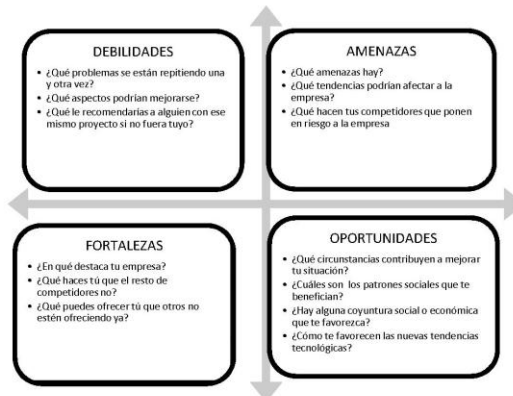 DEBILIDADES
• ¿Qué problemas se están repitiendo una
y otra vez?
• ¿Qué aspectos podrían mejorarse?
• ¿Qué le recomendarias a alguien con ese
mismo proyecto si no fuera tuyo?
AMENAZAS
• ¿Qué amenazas hay?
• ¿Qué tendencias podrían afectar a la
empresa?
• ¿Qué hacen tus competidores que ponen
en riesgo a la empresa
FORTALEZAS
• ¿En qué destaca tu empresa?
• ¿Qué haces tú que el resto de
competidores no?
• ¿Qué puedes ofrecer tú que otros no
estén ofreciendo ya?
OPORTUNIDADES
• ¿Qué circunstancias contribuyen a mejorar
tu situación?
• ¿Cuáles son los patrones sociales que te
benefician?
• ¿Hay alguna coyuntura social o económica
que te favorezca?
• ¿Cómo te favorecen las nuevas tendencias
tecnológicas?